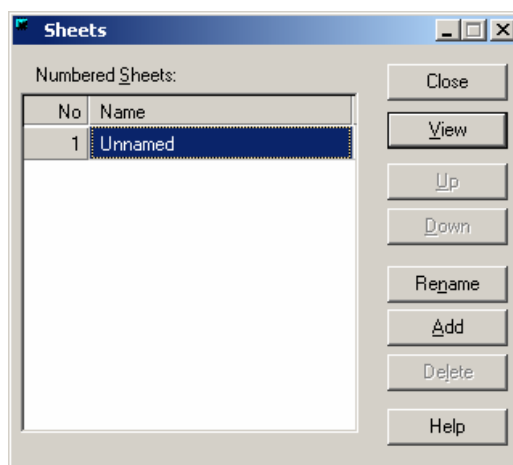 Sheets
Numbered Sheets:
No Name
1 Unnamed
Close
View
Up
Down
Rename
Add
Delete
Help